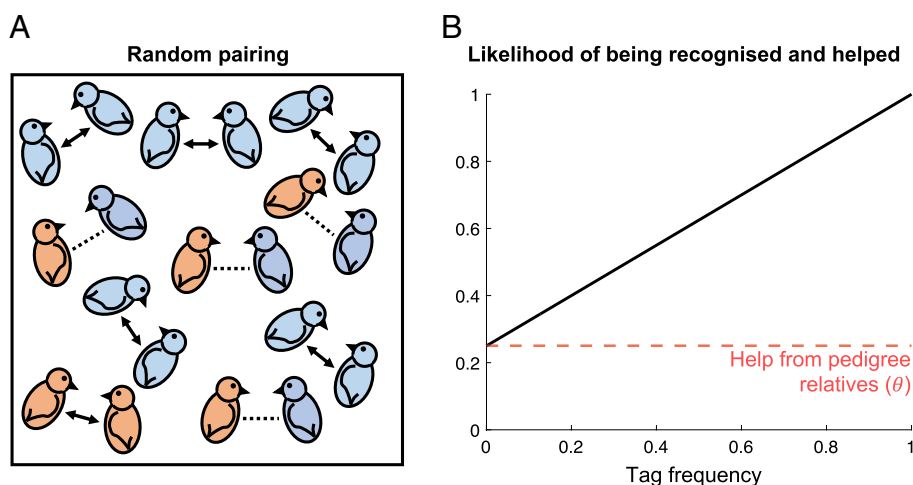 A
Random pairing
B
Likelihood of being recognised and helped
1
0.8
0.6
0.4
0.2
0
Help from pedigree
relatives (θ)
0
0.2
0.4
0.6
0.8
1
Tag frequency